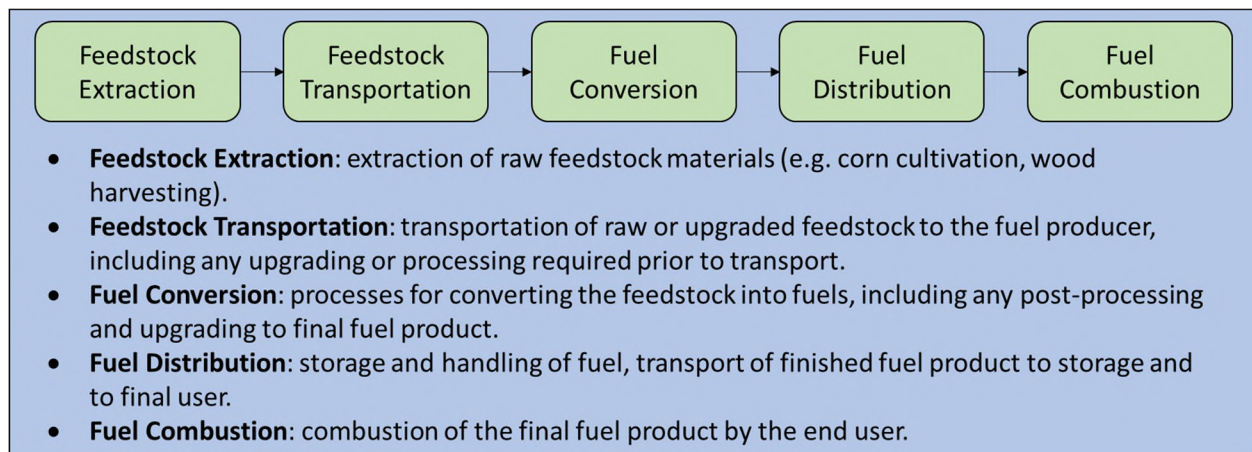 Feedstock Extraction
Feedstock Transportation
Fuel Conversion
Fuel Distribution
Fuel Combustion
• Feedstock Extraction: extraction of raw feedstock materials (e.g. corn cultivation, wood
harvesting).
• Feedstock Transportation: transportation of raw or upgraded feedstock to the fuel producer,
including any upgrading or processing required prior to transport.
• Fuel Conversion: processes for converting the feedstock into fuels, including any post-processing
and upgrading to final fuel product.
• Fuel Distribution: storage and handling of fuel, transport of finished fuel product to storage and
to final user.
• Fuel Combustion: combustion of the final fuel product by the end user.